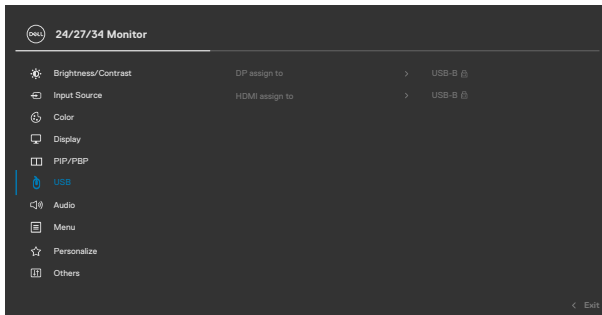 DELL 24/27/34 Monitor
Brightness/Contrast DP assign to > USB-B
Input Source HDMI assign to > USB-B
Color
Display
PIP/PBP
USB
Audio
Menu
Personalize
Others
< Exit